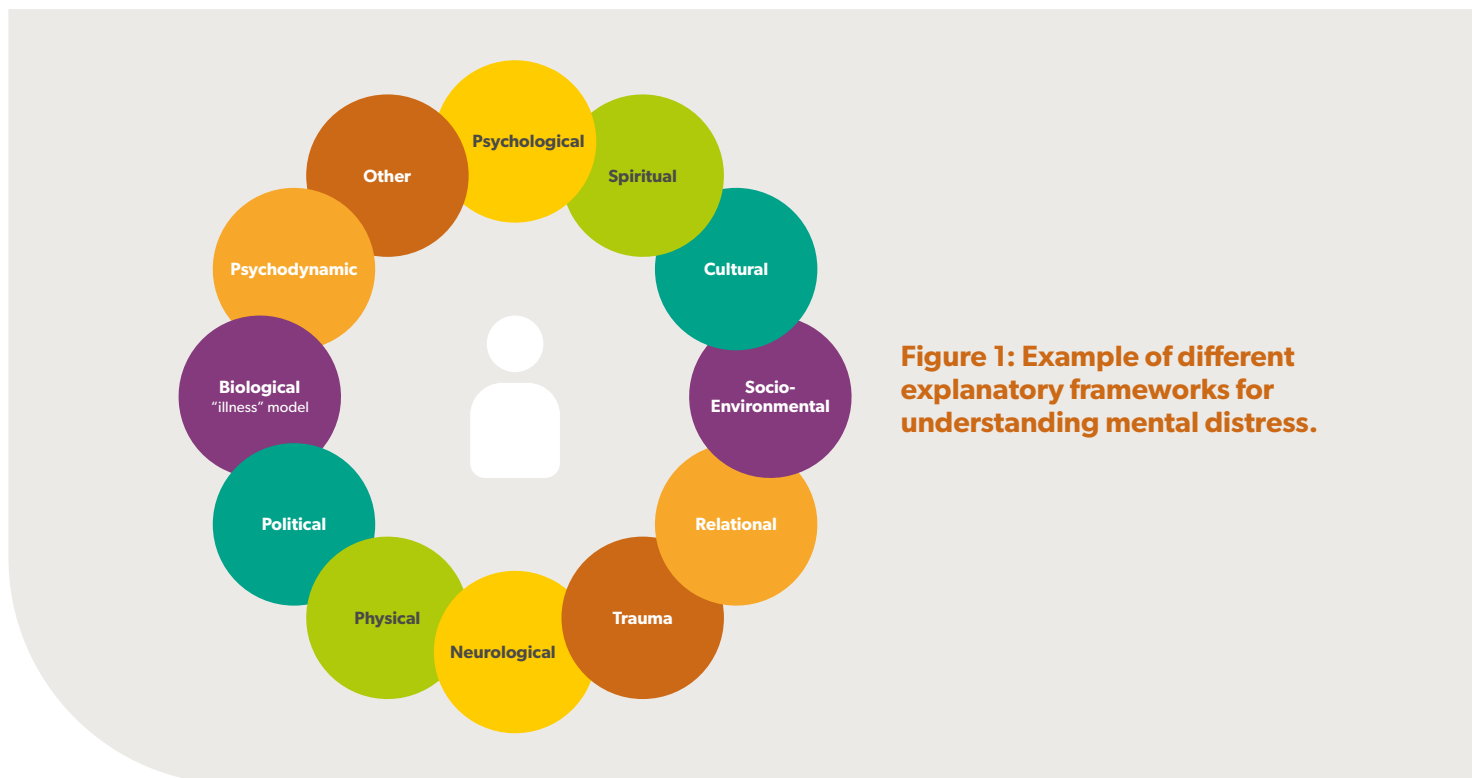 Psychological
Spiritual
Cultural
Socio-
Environmental
Relational
Trauma
Neurological
Physical
Political
Biological
“illness” model
Psychodynamic
Other
Figure 1: Example of different
explanatory frameworks for
understanding mental distress.